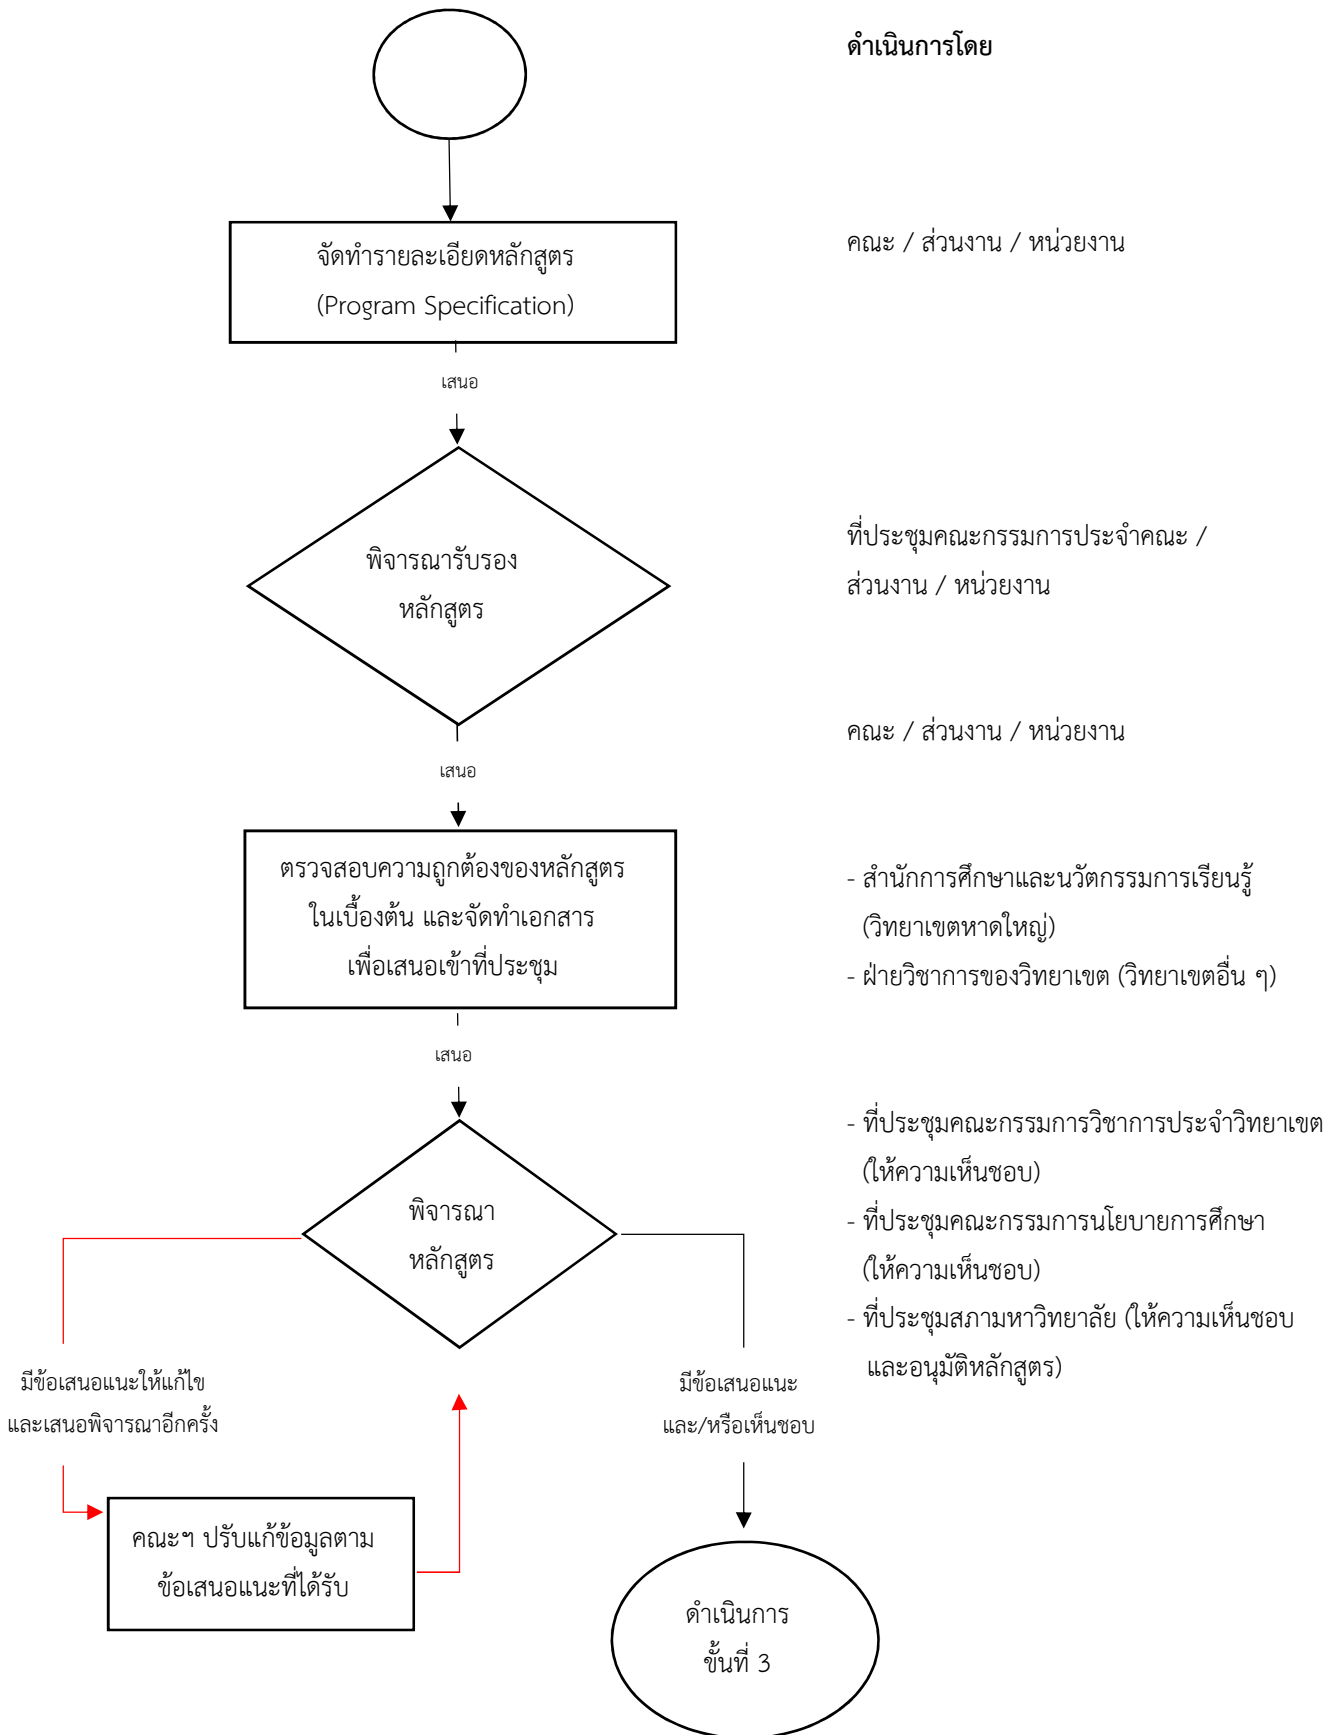 ดำเนินการโดย
จัดทำรายละเอียดหลักสูตร
(Program Specification)
คณะ / ส่วนงาน / หน่วยงาน
เสนอ
พิจารณารับรอง
หลักสูตร
ที่ประชุมคณะกรรมการประจำคณะ /
ส่วนงาน / หน่วยงาน
คณะ / ส่วนงาน / หน่วยงาน
เสนอ
ตรวจสอบความถูกต้องของหลักสูตร
ในเบื้องต้น และจัดทำเอกสาร
เพื่อเสนอเข้าที่ประชุม
- สำนักการศึกษาและนวัตกรรมการเรียนรู้
(วิทยาเขตหาดใหญ่)
- ฝ่ายวิชาการของวิทยาเขต (วิทยาเขตอื่น ๆ)
เสนอ
พิจารณา
หลักสูตร
- ที่ประชุมคณะกรรมการวิชาการประจำวิทยาเขต
(ให้ความเห็นชอบ)
- ที่ประชุมคณะกรรมการนโยบายการศึกษา
(ให้ความเห็นชอบ)
- ที่ประชุมสภามหาวิทยาลัย (ให้ความเห็นชอบ
และอนุมัติหลักสูตร)
มีข้อเสนอแนะให้แก้ไข
และเสนอพิจารณาอีกครั้ง
มีข้อเสนอแนะ
และ/หรือเห็นชอบ
คณะฯ ปรับแก้ข้อมูลตาม
ข้อเสนอแนะที่ได้รับ
ดำเนินการ
ขั้นที่ 3